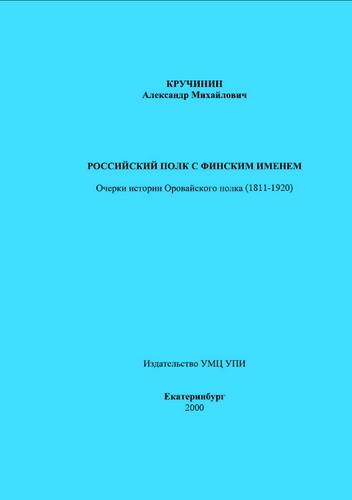 КРУЧИНИН
Александр Михайлович
РОССИЙСКИЙ ПОЛК С ФИНСКИМ ИМЕНЕМ
Очерки истории Оровайского полка (1811-1920)
Издательство УМЦ УПИ
Екатеринбург
2000